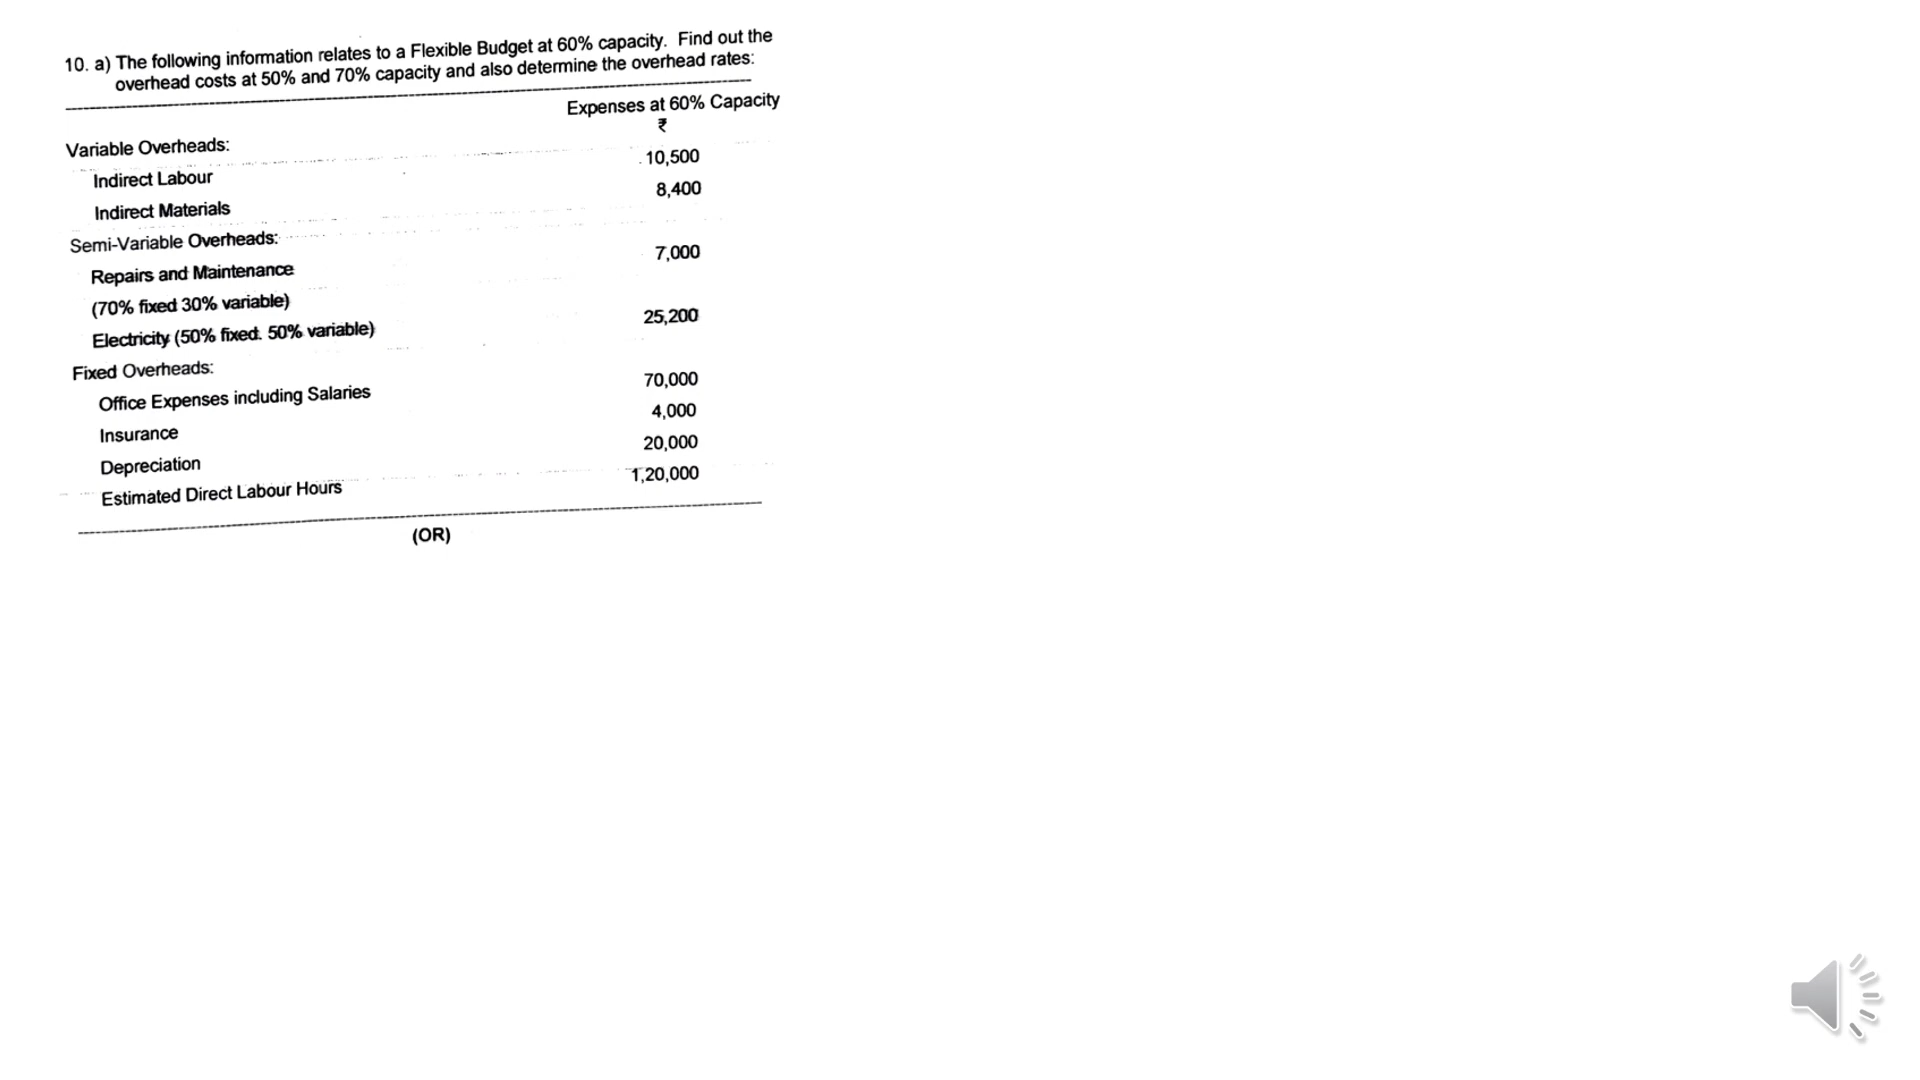 10. a) The following information relates to a Flexible Budget at 60% capacity. Find out the
overhead costs at 50% and 70% capacity and also determine the overhead rates:
Expenses at 60% Capacity
₹
Variable Overheads:
Indirect Labour 10,500
Indirect Materials 8,400
Semi-Variable Overheads:
Repairs and Maintenance 7,000
(70% fixed 30% variable)
Electricity (50% fixed. 50% variable) 25,200
Fixed Overheads:
Office Expenses including Salaries 70,000
Insurance 4,000
Depreciation 20,000
Estimated Direct Labour Hours 1,20,000
(OR)